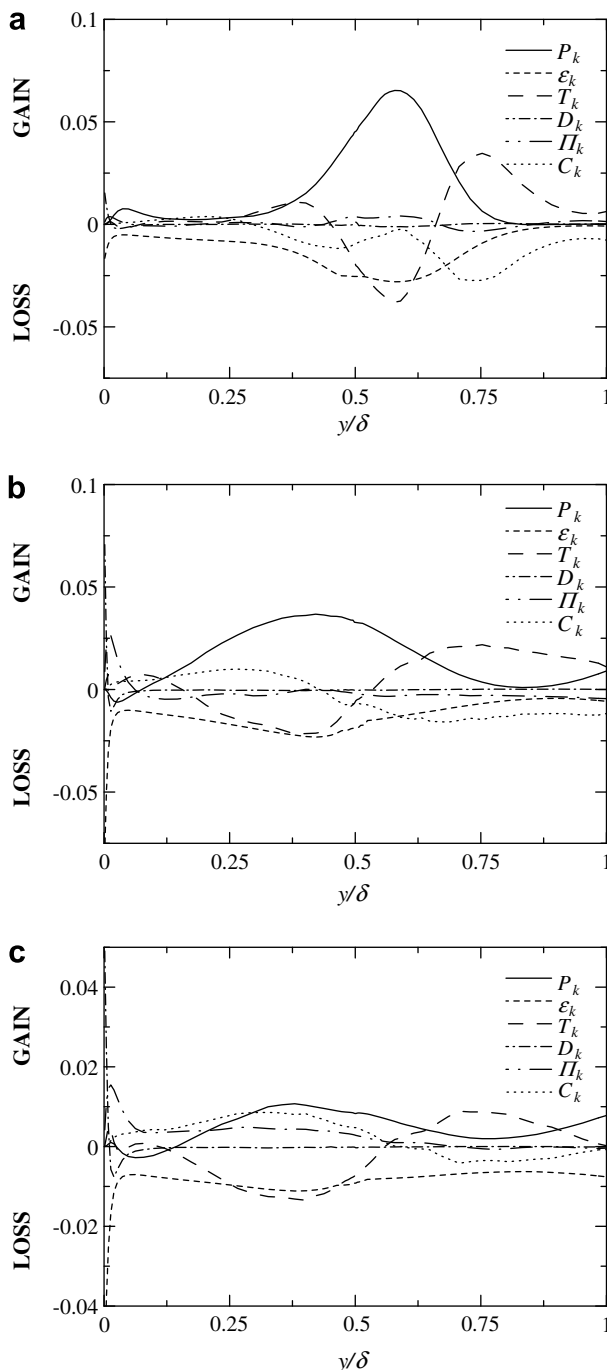 a
0.1
GAIN
0.05
0
LOSS
-0.05
P_k
ε_k
T_k
D_k
Π_k
C_k
0 0.25 0.5 0.75 1
y/δ
b
0.1
GAIN
0.05
0
LOSS
-0.05
P_k
ε_k
T_k
D_k
Π_k
C_k
0 0.25 0.5 0.75 1
y/δ
c
0.04
GAIN
0.02
0
-0.02
LOSS
-0.04
P_k
ε_k
T_k
D_k
Π_k
C_k
0 0.25 0.5 0.75 1
y/δ